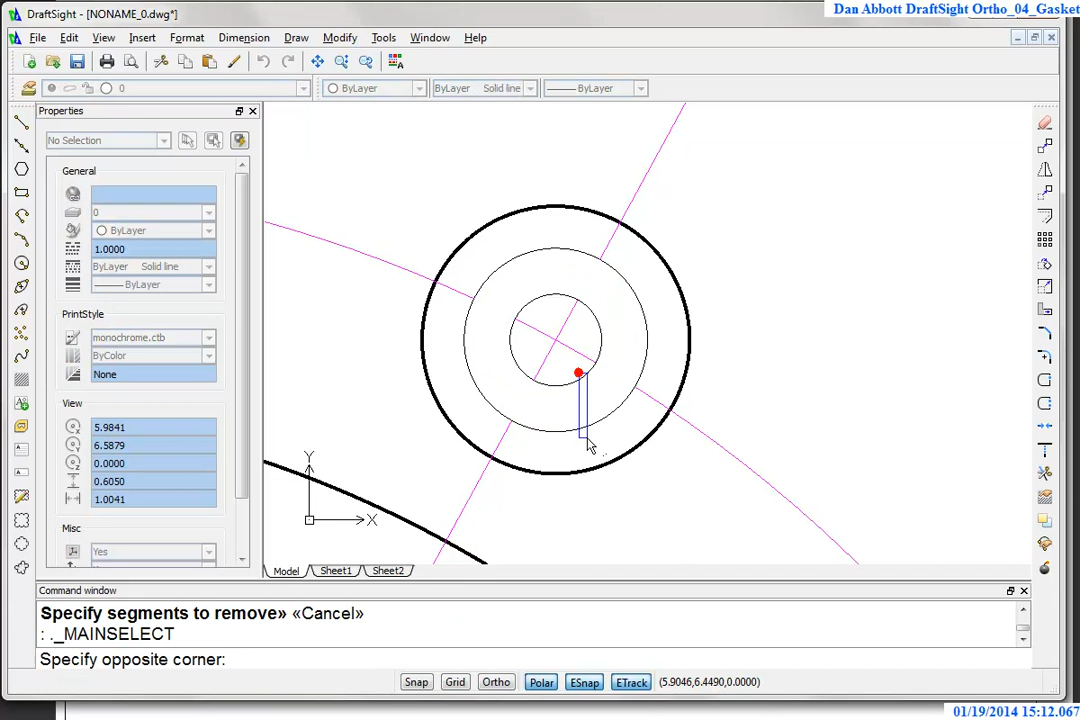 DraftSight - [NONAME_0.dwg*]
Dan Abbott DraftSight Ortho_04_Gasket
File Edit View Insert Format Dimension Draw Modify Tools Window Help
0 ByLayer ByLayer Solid line ByLayer
Properties
No Selection
General
0
ByLayer
1.0000
ByLayer Solid line
ByLayer
PrintStyle
monochrome.ctb
ByColor
None
View
5.9841
6.5879
0.0000
0.6050
1.0041
Misc
Yes
Y
X
Model Sheet1 Sheet2
Command window
Specify segments to remove» «Cancel»
: ._MAINSELECT
Specify opposite corner:
Snap Grid Ortho Polar ESnap ETrack (5.9046,6.4490,0.0000)
01/19/2014 15:12.067